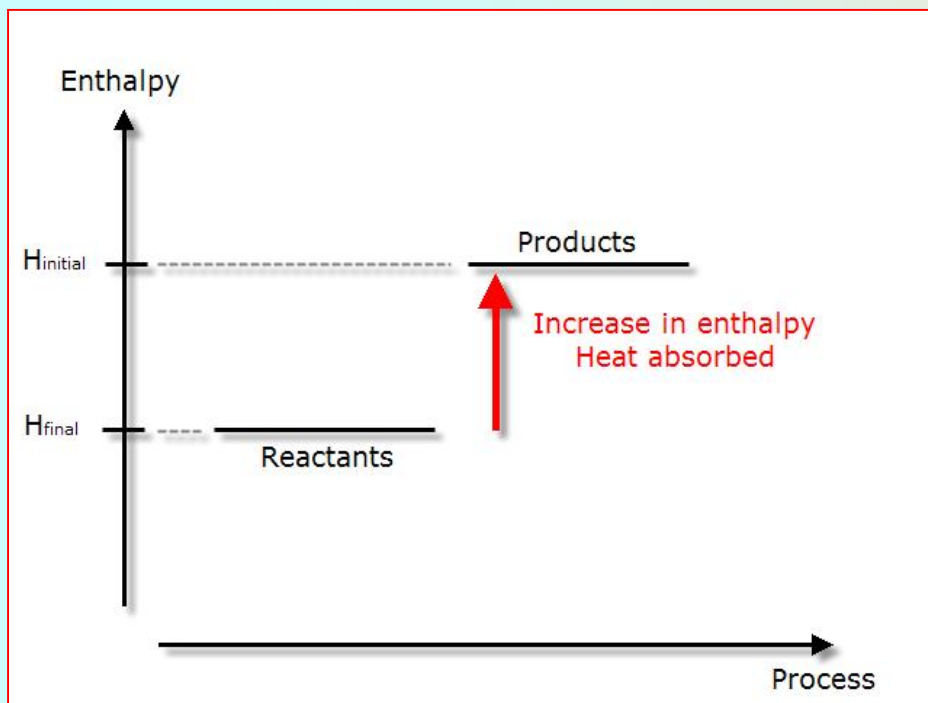 Enthalpy
Hinitial
Products
Increase in enthalpy
Heat absorbed
Hfinal
Reactants
Process